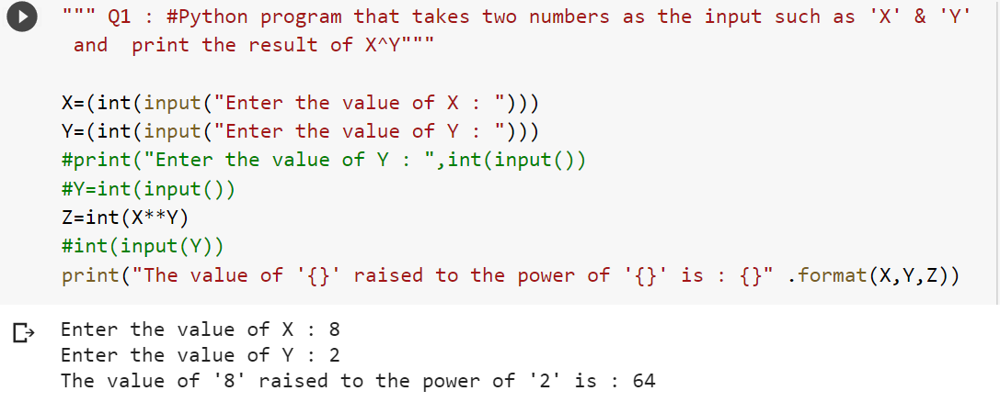 """ Q1 : #Python program that takes two numbers as the input such as 'X' & 'Y'
and  print the result of X^Y"""
X=(int(input("Enter the value of X : ")))
Y=(int(input("Enter the value of Y : ")))
#print("Enter the value of Y : ",int(input())
#Y=int(input())
Z=int(X**Y)
#int(input(Y))
print("The value of '{}' raised to the power of '{}' is : {}" .format(X,Y,Z))
Enter the value of X : 8
Enter the value of Y : 2
The value of '8' raised to the power of '2' is : 64